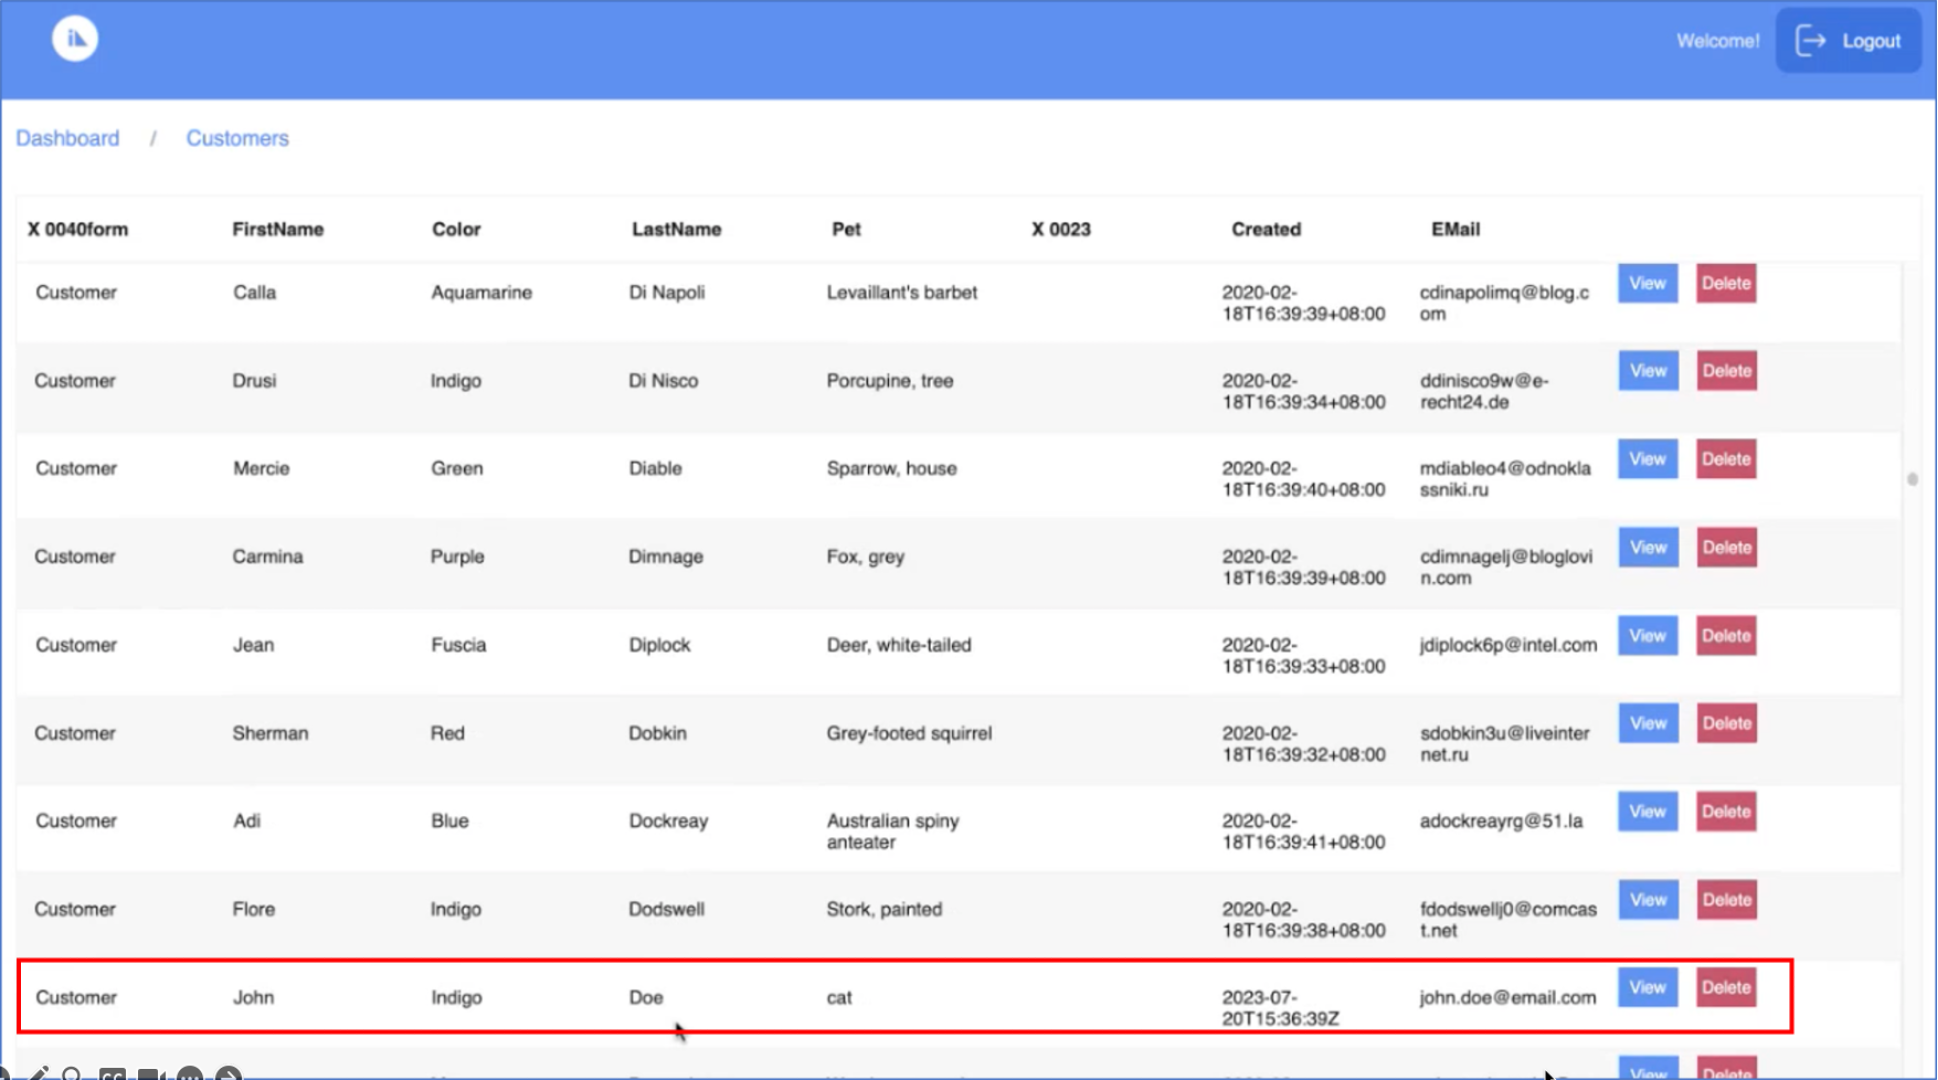 Welcome!
Logout
Dashboard / Customers
X 0040form FirstName Color LastName Pet X 0023 Created EMail
Customer Calla Aquamarine Di Napoli Levaillant's barbet 2020-02- cdinapolimq@blog.c View Delete
18T16:39:39+08:00 om
Customer Drusi Indigo Di Nisco Porcupine, tree 2020-02- ddinisco9w@e- View Delete
18T16:39:34+08:00 recht24.de
Customer Mercie Green Diable Sparrow, house 2020-02- mdiableo4@odnokla View Delete
18T16:39:40+08:00 ssniki.ru
Customer Carmina Purple Dimnage Fox, grey 2020-02- cdimnagelj@bloglovi View Delete
18T16:39:39+08:00 n.com
Customer Jean Fuscia Diplock Deer, white-tailed 2020-02- jdiplock6p@intel.com View Delete
18T16:39:33+08:00
Customer Sherman Red Dobkin Grey-footed squirrel 2020-02- sdobkin3u@liveinter View Delete
18T16:39:32+08:00 net.ru
Customer Adi Blue Dockreay Australian spiny 2020-02- adockreayrg@51.la View Delete
anteater 18T16:39:41+08:00
Customer Flore Indigo Dodswell Stork, painted 2020-02- fdodswellj0@comcas View Delete
18T16:39:38+08:00 t.net
Customer John Indigo Doe cat 2023-07- john.doe@email.com View Delete
20T15:36:39Z
View Delete